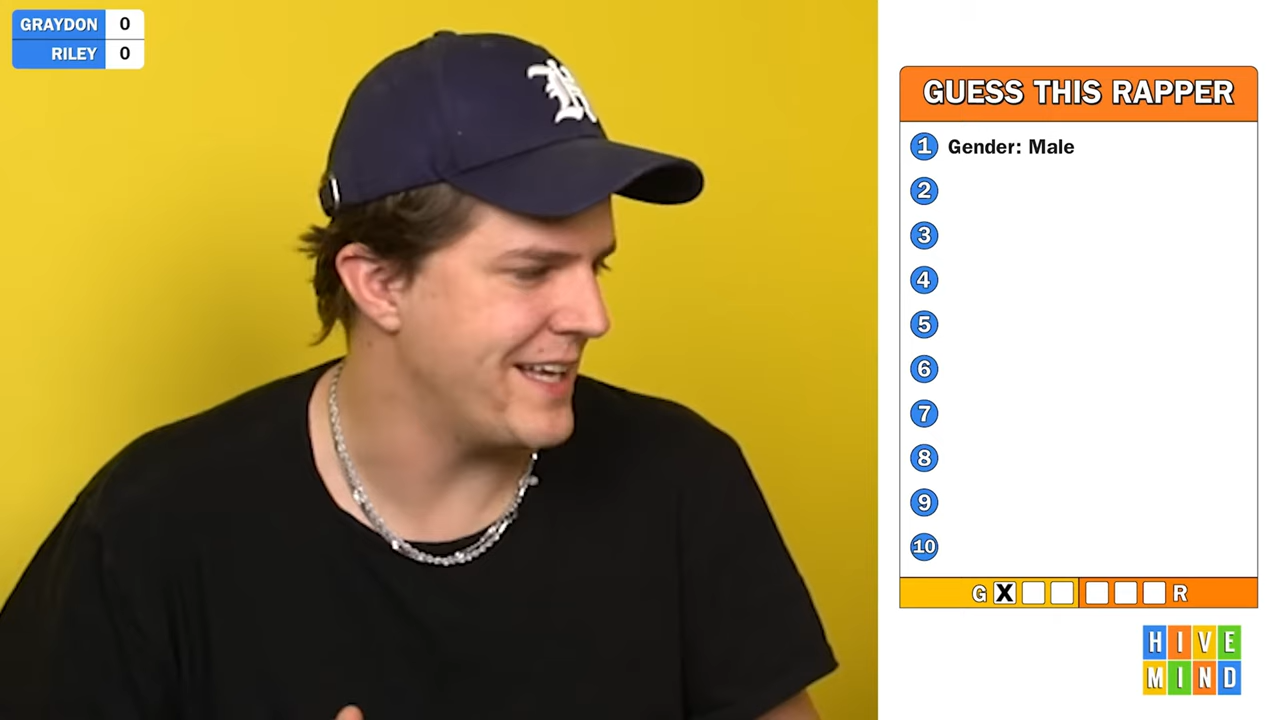 GRAYDON 0
RILEY 0
GUESS THIS RAPPER
1 Gender: Male
2
3
4
5
6
7
8
9
10
G X R
HIVE
MIND